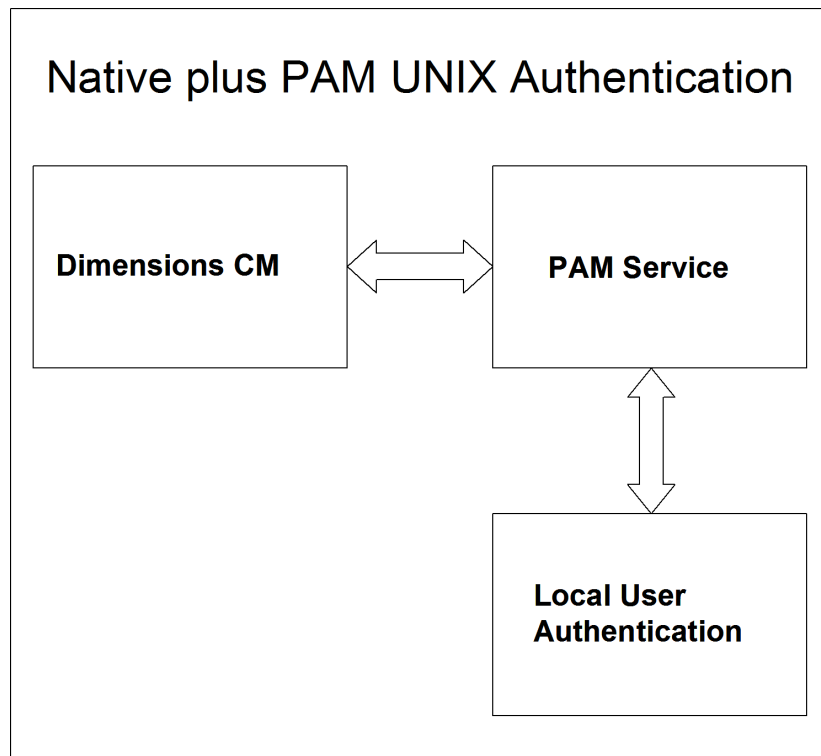 Native plus PAM UNIX Authentication
Dimensions CM
PAM Service
Local User
Authentication